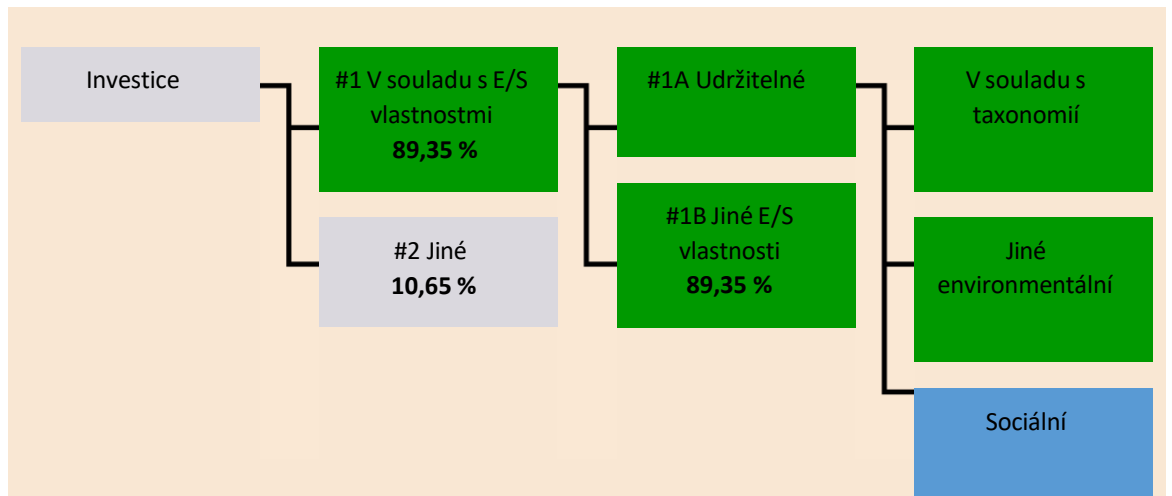 Investice
#1 V souladu s E/S
vlastnostmi
89,35 %
#2 Jiné
10,65 %
#1A Udržitelné
#1B Jiné E/S
vlastnosti
89,35 %
V souladu s
taxonomií
Jiné
environmentální
Sociální